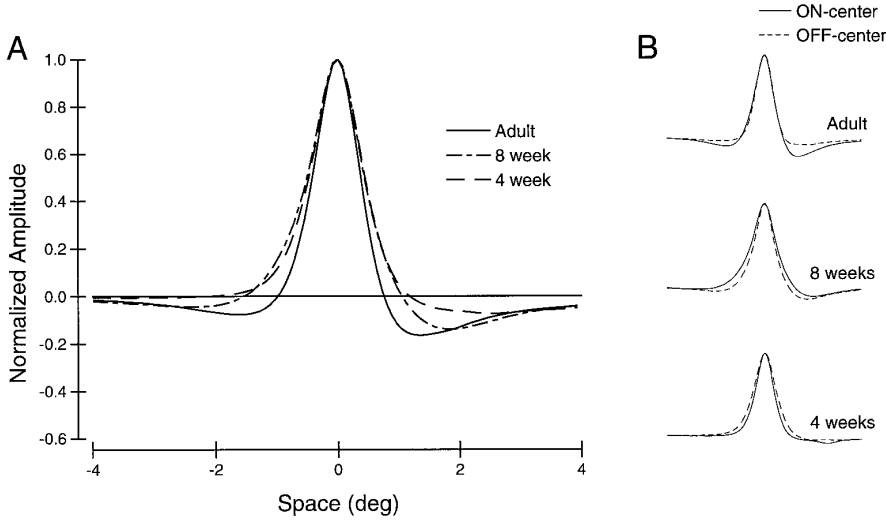 A
1.0
0.8
0.6
0.4
0.2
0.0
-0.2
-0.4
-0.6
Normalized Amplitude
-4
-2
0
2
4
Space (deg)
Adult
8 week
4 week
B
ON-center
OFF-center
Adult
8 weeks
4 weeks